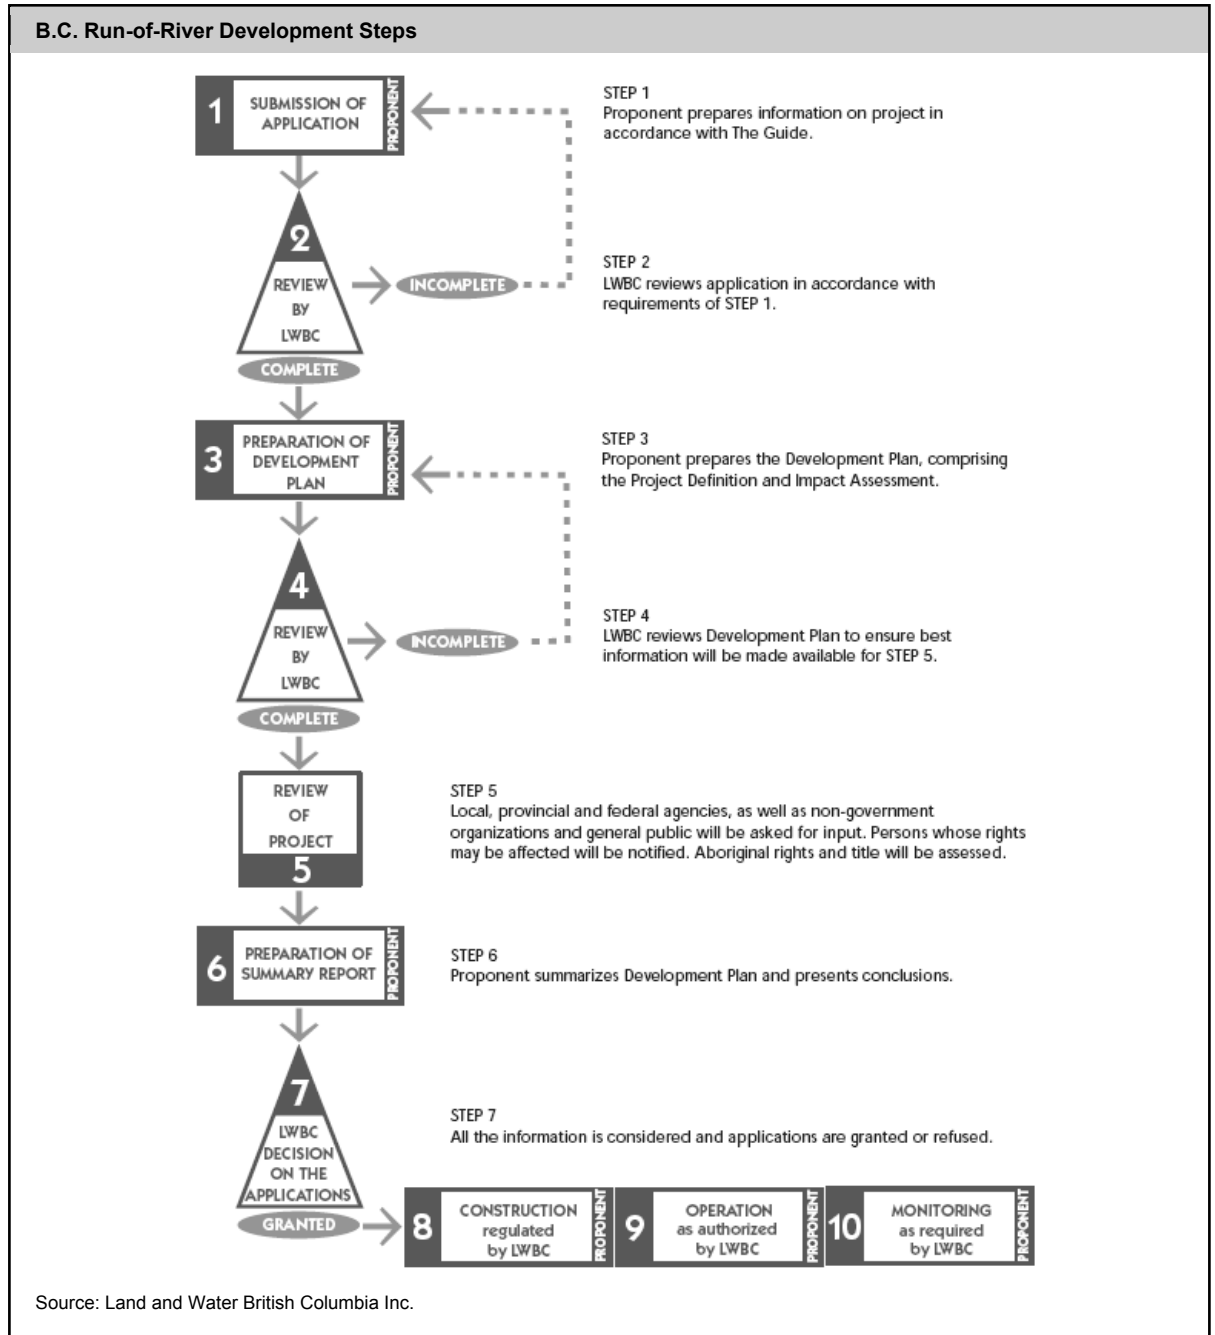 B.C. Run-of-River Development Steps
1
SUBMISSION OF
APPLICATION
PROPONENT
STEP 1
Proponent prepares information on project in
accordance with The Guide.
2
REVIEW
BY
LWBC
INCOMPLETE
STEP 2
LWBC reviews application in accordance with
requirements of STEP 1.
COMPLETE
3
PREPARATION OF
DEVELOPMENT
PLAN
PROPONENT
STEP 3
Proponent prepares the Development Plan, comprising
the Project Definition and Impact Assessment.
4
REVIEW
BY
LWBC
INCOMPLETE
STEP 4
LWBC reviews Development Plan to ensure best
information will be made available for STEP 5.
COMPLETE
REVIEW
OF
PROJECT
5
STEP 5
Local, provincial and federal agencies, as well as non-government
organizations and general public will be asked for input. Persons whose rights
may be affected will be notified. Aboriginal rights and title will be assessed.
6
PREPARATION OF
SUMMARY REPORT
PROPONENT
STEP 6
Proponent summarizes Development Plan and presents conclusions.
7
LWBC
DECISION
ON THE
APPLICATIONS
STEP 7
All the information is considered and applications are granted or refused.
GRANTED
8
CONSTRUCTION
regulated
by LWBC
PROPONENT
9
OPERATION
as authorized
by LWBC
PROPONENT
10
MONITORING
as required
by LWBC
PROPONENT
Source: Land and Water British Columbia Inc.